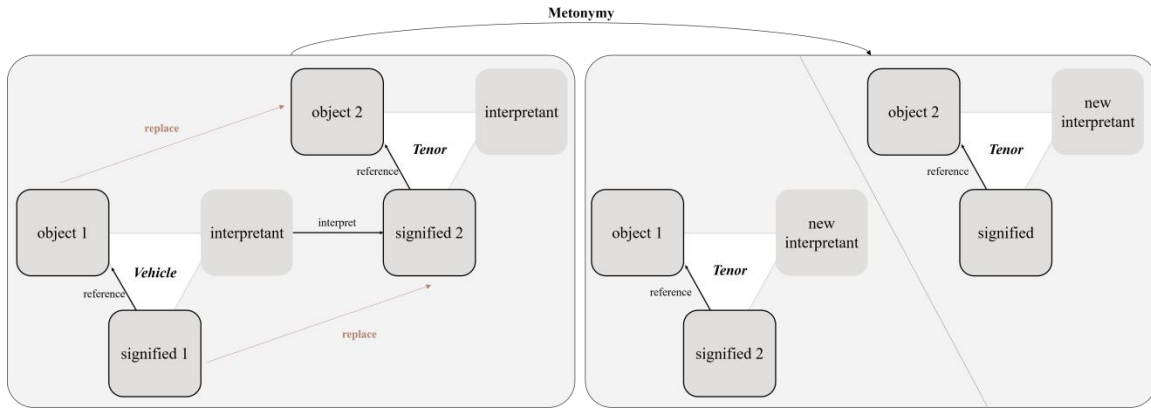 Metonymy
object 2
interpretant
replace
Tenor
reference
object 1
interpretant
interpret
signified 2
Vehicle
reference
signified 1
replace
object 2
new
interpretant
Tenor
reference
object 1
new
interpretant
signified
Tenor
reference
signified 2